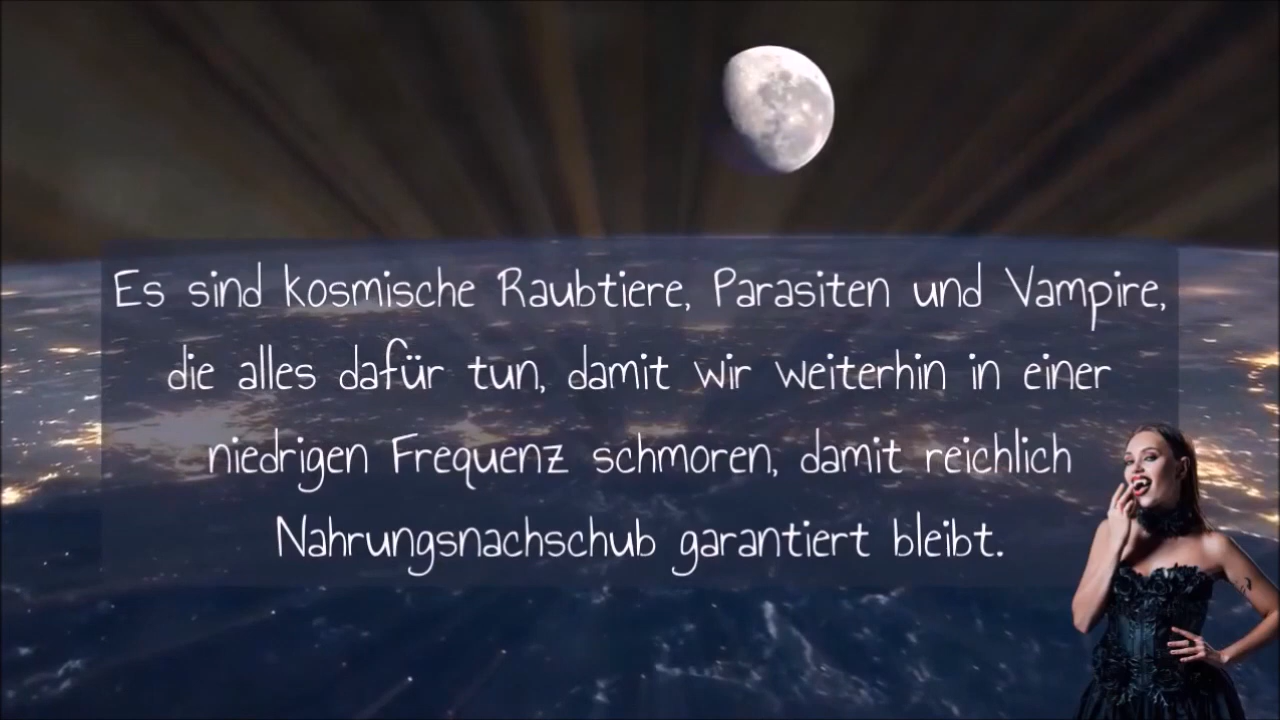 Es sind kosmische Raubtiere, Parasiten und Vampire,
die alles dafür tun, damit wir weiterhin in einer
niedrigen Frequenz schmoren, damit reichlich
Nahrungsnachschub garantiert bleibt.